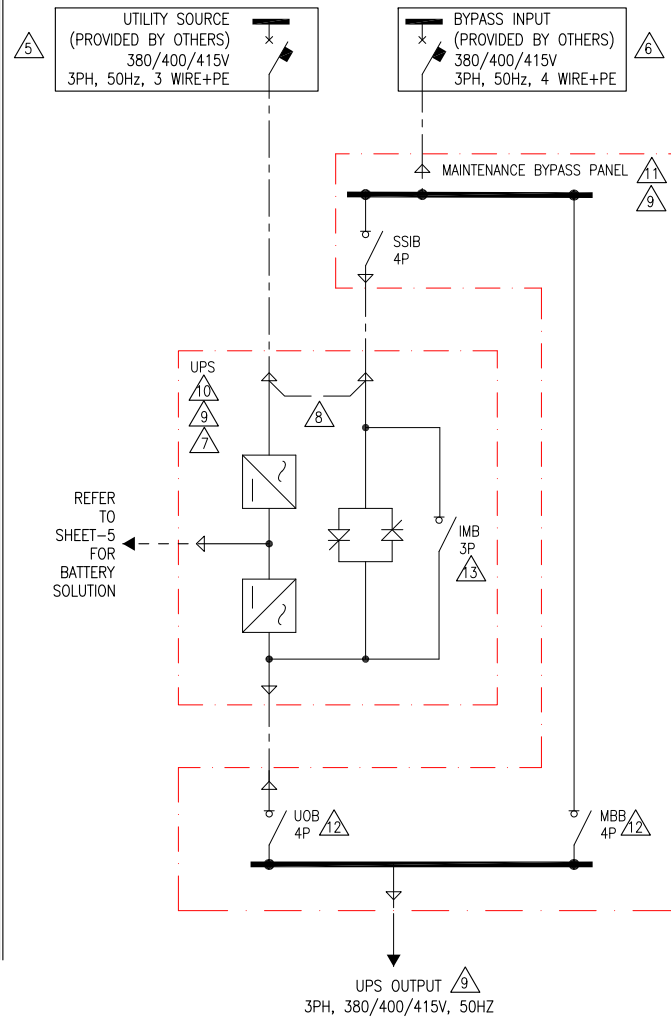 5
UTILITY SOURCE
(PROVIDED BY OTHERS)
380/400/415V
3PH, 50Hz, 3 WIRE+PE
BYPASS INPUT
(PROVIDED BY OTHERS)
380/400/415V
3PH, 50Hz, 4 WIRE+PE
6
MAINTENANCE BYPASS PANEL
11
9
SSIB
4P
UPS
10
9
7
8
REFER
TO
SHEET-5
FOR
BATTERY
SOLUTION
IMB
3P
13
UOB
4P
12
MBB
4P
12
UPS OUTPUT
9
3PH, 380/400/415V, 50HZ